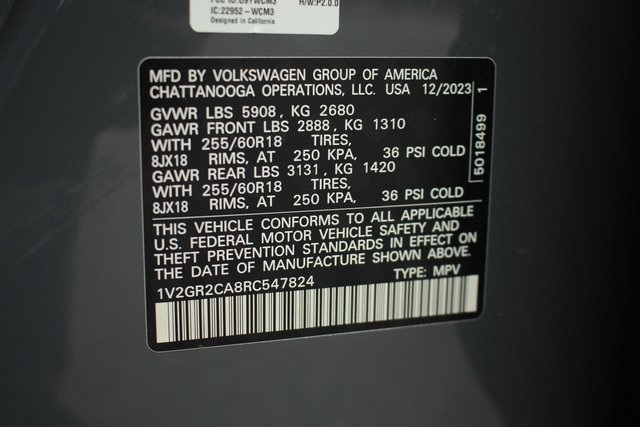 IC:22952-WCM3
H/W:P2.0.0
Designed in California
MFD BY VOLKSWAGEN GROUP OF AMERICA
CHATTANOOGA OPERATIONS, LLC. USA 12/2023
GVWR LBS 5908, KG 2680
GAWR FRONT LBS 2888, KG 1310
WITH 255/60R18 TIRES,
8JX18 RIMS, AT 250 KPA, 36 PSI COLD
GAWR REAR LBS 3131, KG 1420
WITH 255/60R18 TIRES,
8JX18 RIMS, AT 250 KPA, 36 PSI COLD
THIS VEHICLE CONFORMS TO ALL APPLICABLE
U.S. FEDERAL MOTOR VEHICLE SAFETY AND
THEFT PREVENTION STANDARDS IN EFFECT ON
THE DATE OF MANUFACTURE SHOWN ABOVE.
1V2GR2CA8RC547824 TYPE: MPV
5018499 1